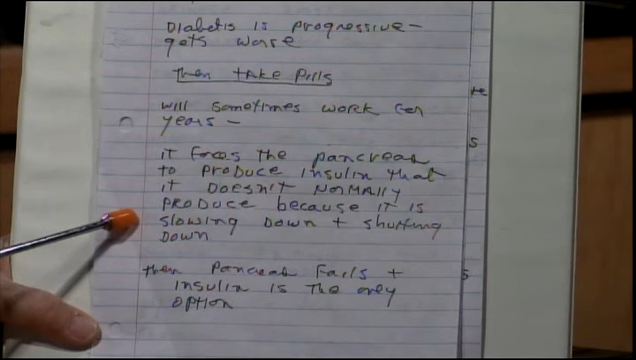 Diabetis is progressive -
gets worse
then take pills
will sometimes work for
years -
it forces the pancreas
to produce insulin that
it doesn't normally
produce because it is
slowing down + shutting
down
then pancreas fails +
insulin is the only
option
te
s
s